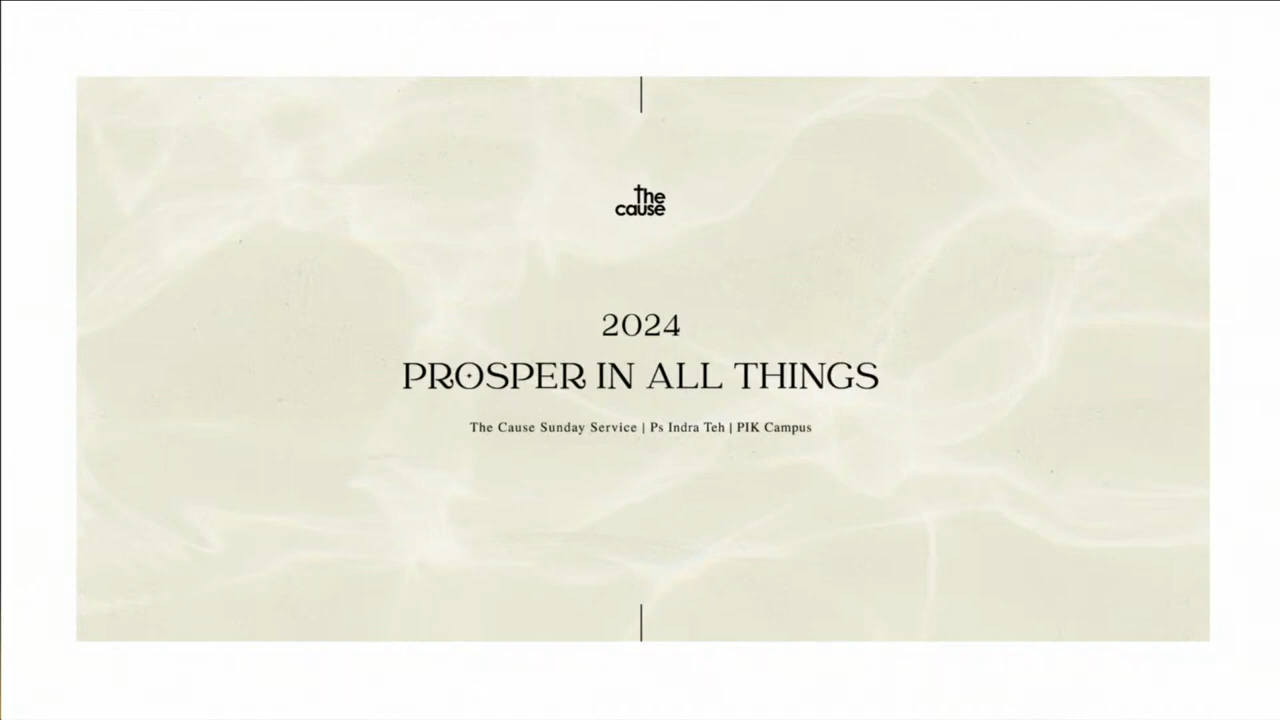 the
cause
2024
PROSPER IN ALL THINGS
The Cause Sunday Service | Ps Indra Teh | PIK Campus